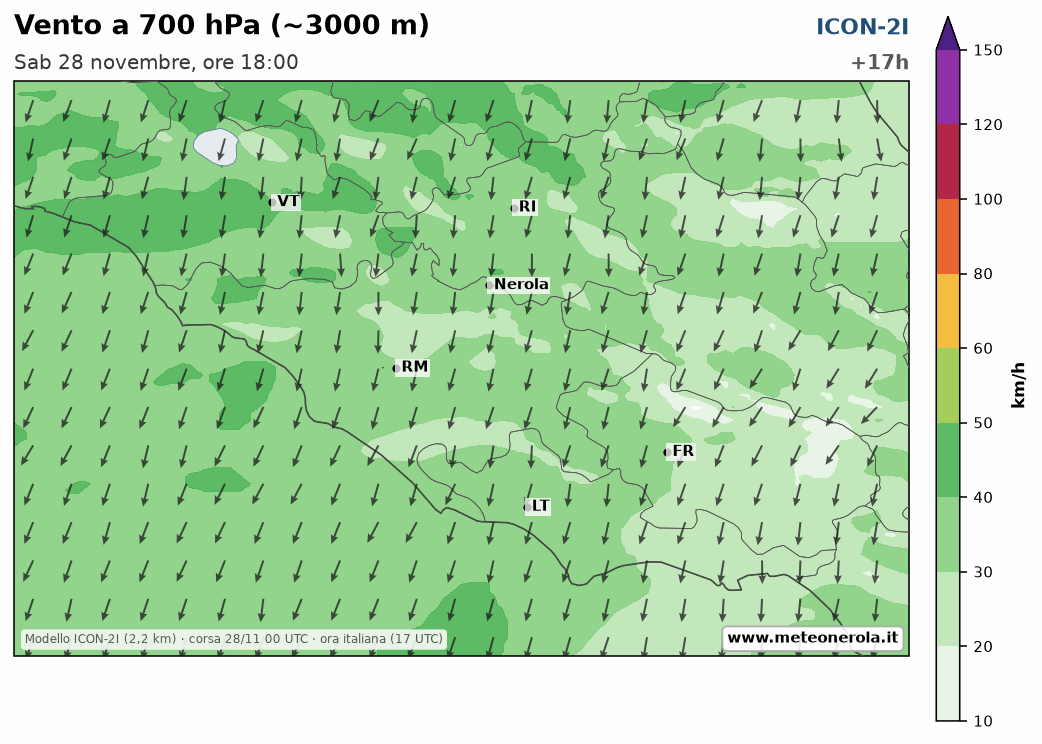 Vento a 700 hPa (~3000 m)
ICON-2I
Sab 28 novembre, ore 18:00
+17h
VT
RI
Nerola
RM
FR
LT
Modello ICON-2I (2,2 km) · corsa 28/11 00 UTC · ora italiana (17 UTC)
www.meteonerola.it
150
120
100
80
60
50
40
30
20
10
km/h